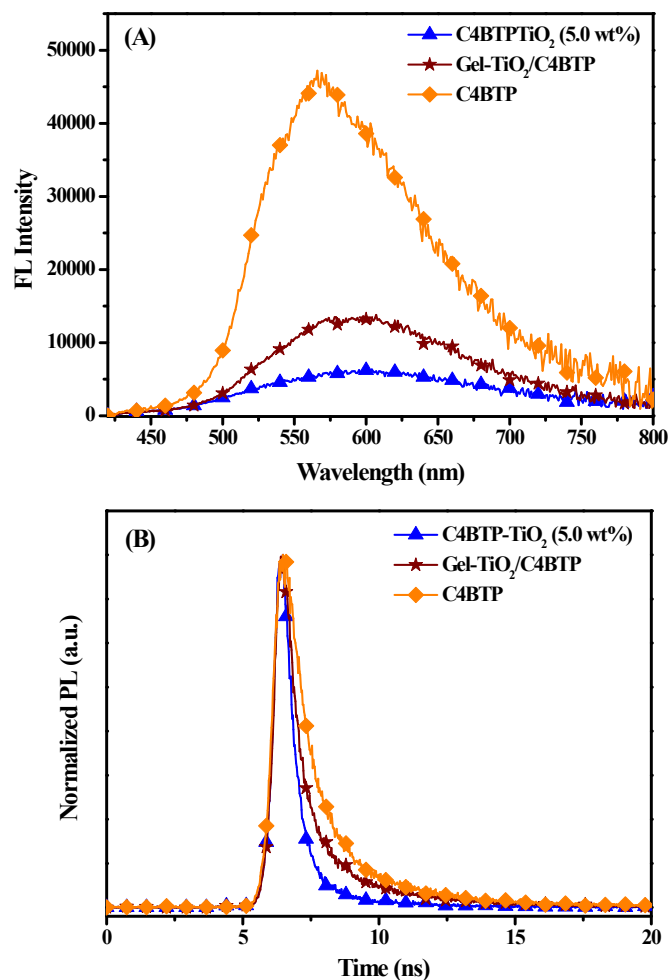 (A)
C4BTPTiO₂ (5.0 wt%)
Gel-TiO₂/C4BTP
C4BTP
50000
40000
30000
20000
10000
0
FL Intensity
450 500 550 600 650 700 750 800
Wavelength (nm)
(B)
C4BTP-TiO₂ (5.0 wt%)
Gel-TiO₂/C4BTP
C4BTP
Normalized PL (a.u.)
0 5 10 15 20
Time (ns)